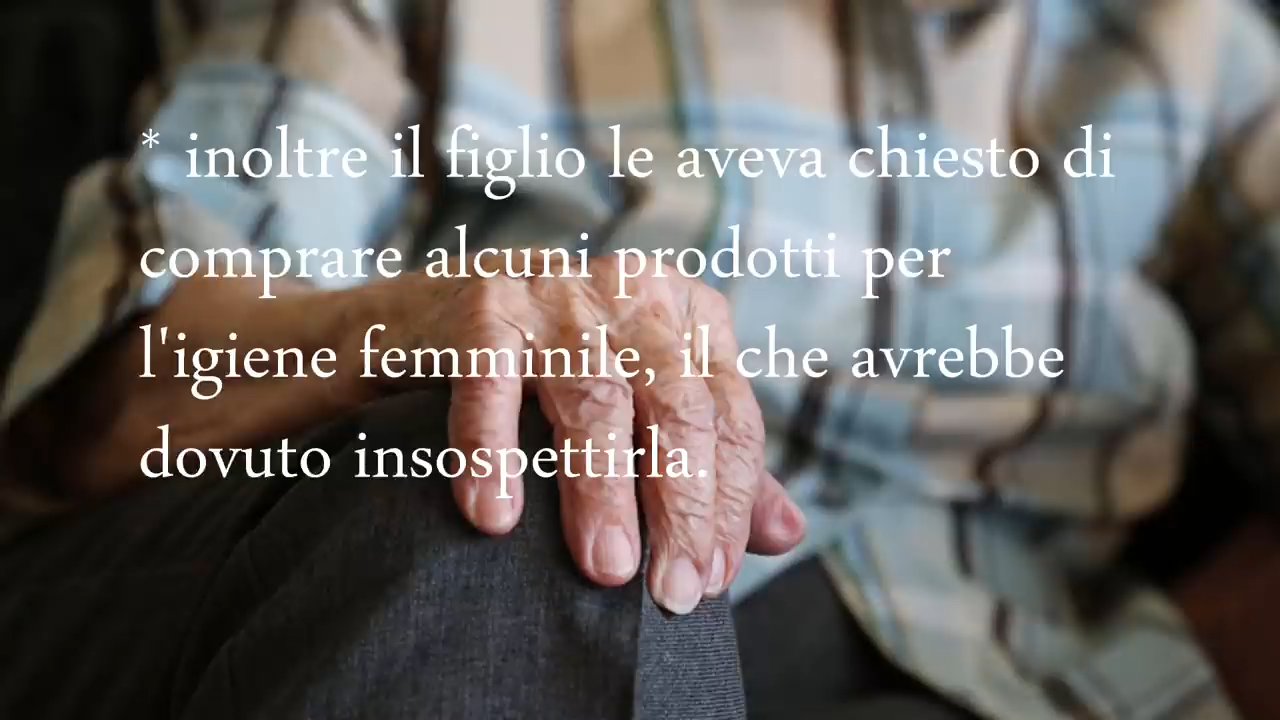 * inoltre il figlio le aveva chiesto di
comprare alcuni prodotti per
l'igiene femminile, il che avrebbe
dovuto insospettirla.